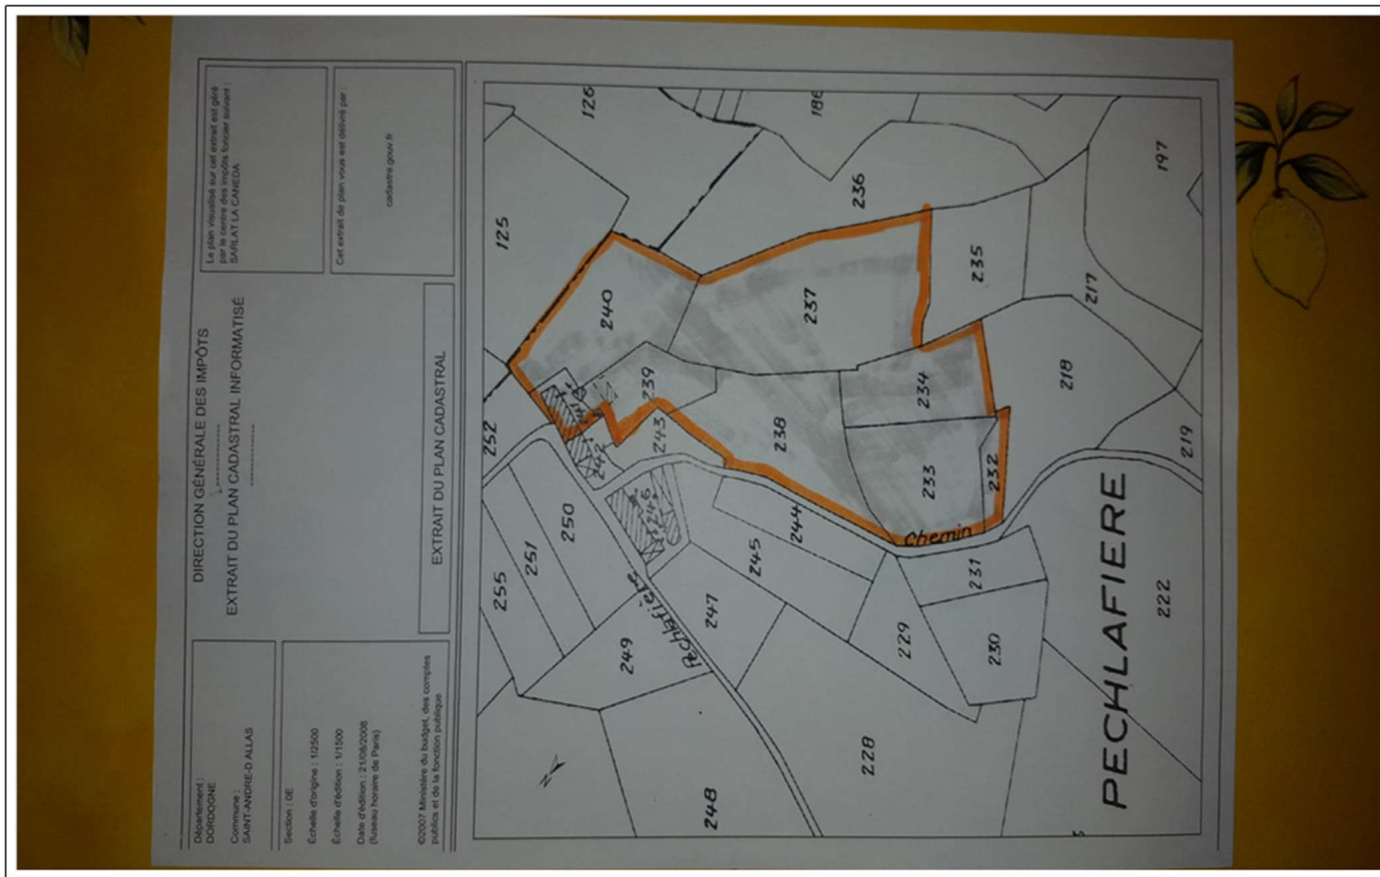 Département :
DORDOGNE
Commune :
SAINT-ANDRE-D ALLAS
Section : OE
Échelle d'origine : 1/2500
Échelle d'édition : 1/1500
Date d'édition : 21/08/2008
(fuseau horaire de Paris)
©2007 Ministère du budget, des comptes
publics et de la fonction publique
DIRECTION GÉNÉRALE DES IMPÔTS
EXTRAIT DU PLAN CADASTRAL INFORMATISÉ
EXTRAIT DU PLAN CADASTRAL
Le plan visualisé sur cet extrait est géré
par le centre des impôts foncier suivant :
SARLAT LA CANEDA
Cet extrait de plan vous est délivré par :
cadastre.gouv.fr
126
186
197
125
236
235
217
240
237
239
234
218
252
243
238
219
242
233
232
250
246
244
Chemin
251
245
231
255
247
Pechlafière
249
229
230
222
248
228
PECHLAFIERE